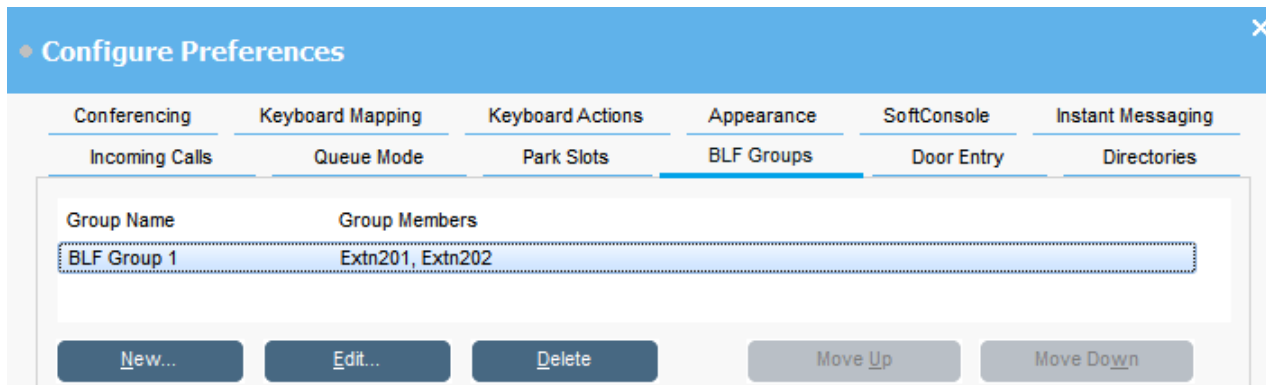 Configure Preferences
Conferencing Keyboard Mapping Keyboard Actions Appearance SoftConsole Instant Messaging
Incoming Calls Queue Mode Park Slots BLF Groups Door Entry Directories
Group Name Group Members
BLF Group 1 Extn201, Extn202
New... Edit... Delete Move Up Move Down